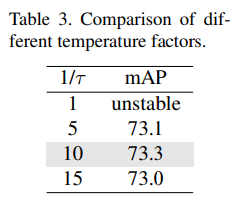 Table 3. Comparison of dif-
ferent temperature factors.
1/τ mAP
1 unstable
5 73.1
10 73.3
15 73.0